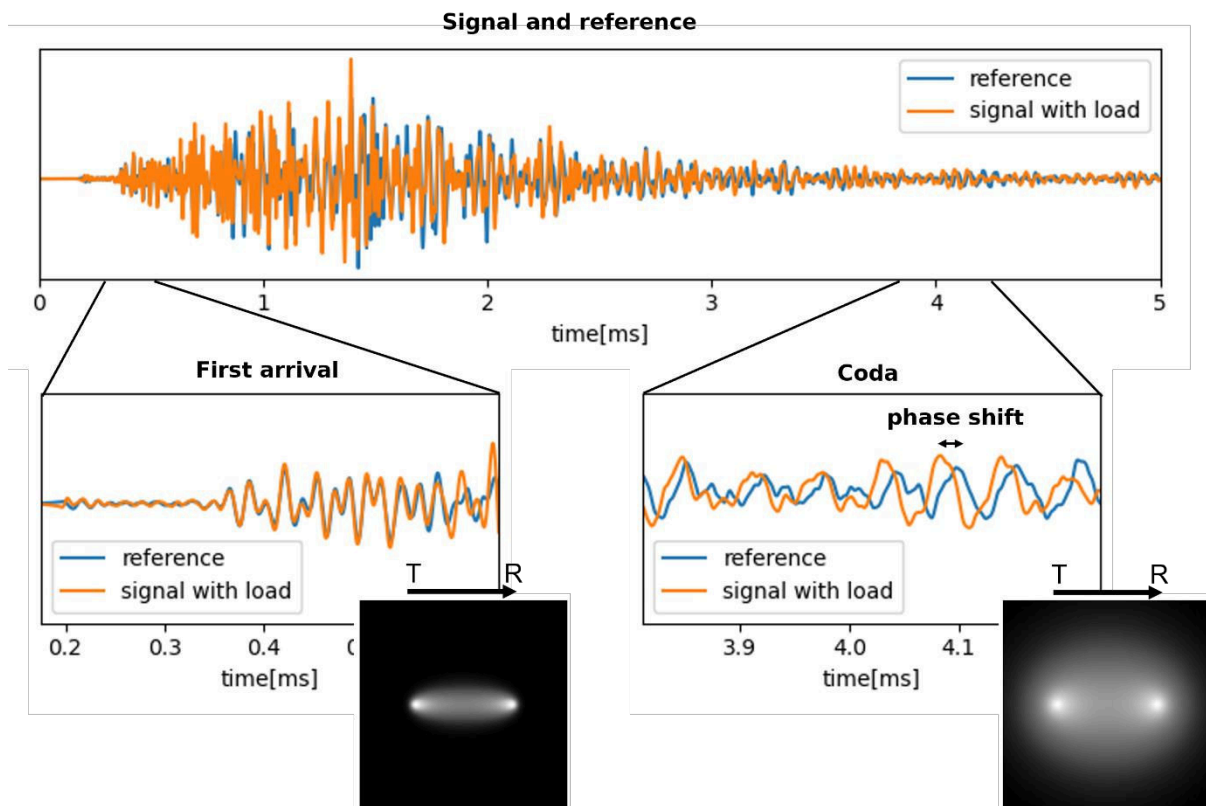 Signal and reference
reference
signal with load
0 1 2 3 4 5
time[ms]
First arrival
reference
signal with load
0.2 0.3 0.4
time[ms]
T R
Coda
phase shift
reference
signal with load
3.9 4.0 4.1
time[ms]
T R